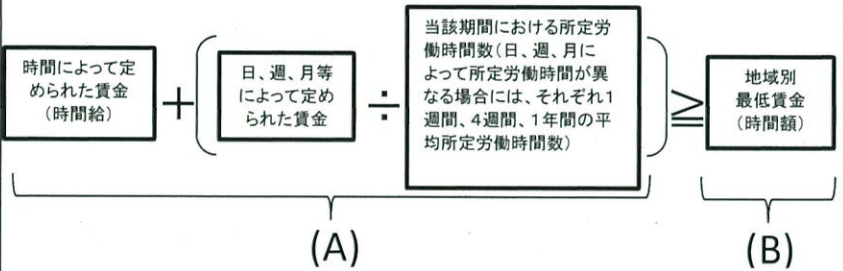 時間によって定
められた賃金
(時間給)
+
日、週、月等
によって定め
られた賃金
÷
当該期間における所定労
働時間数(日、週、月に
よって所定労働時間が異
なる場合には、それぞれ1
週間、4週間、1年間の平
均所定労働時間数)
≧
地域別
最低賃金
(時間額)
(A)
(B)